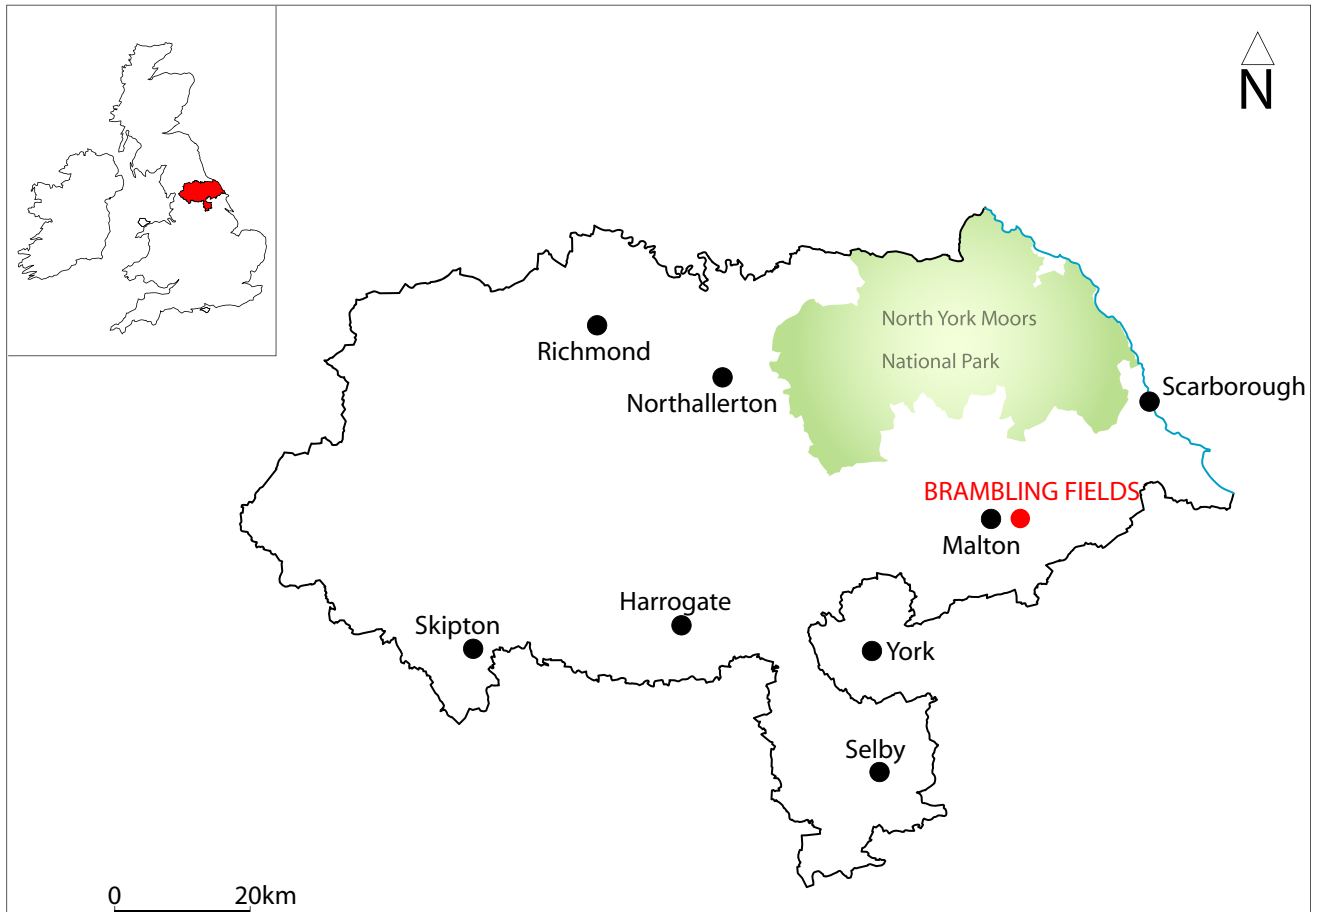 N
North York Moors
National Park
Richmond
Northallerton
Scarborough
BRAMBLING FIELDS
Malton
Harrogate
Skipton
York
Selby
0 20km